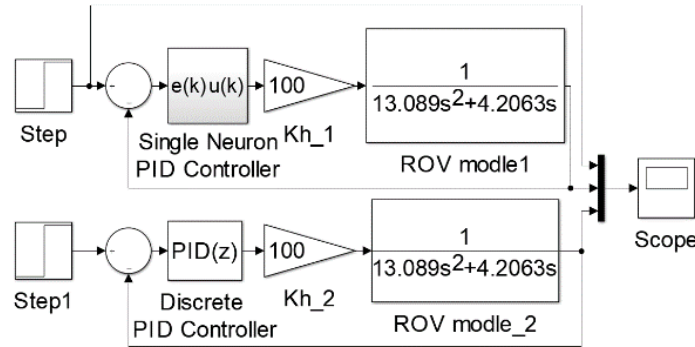 Step
-
-
e(k)u(k)
Single Neuron
PID Controller
100
Kh_1
1
13.089s²+4.2063s
ROV modle1
Scope
Step1
-
-
PID(z)
Discrete
PID Controller
100
Kh_2
1
13.089s²+4.2063s
ROV modle_2